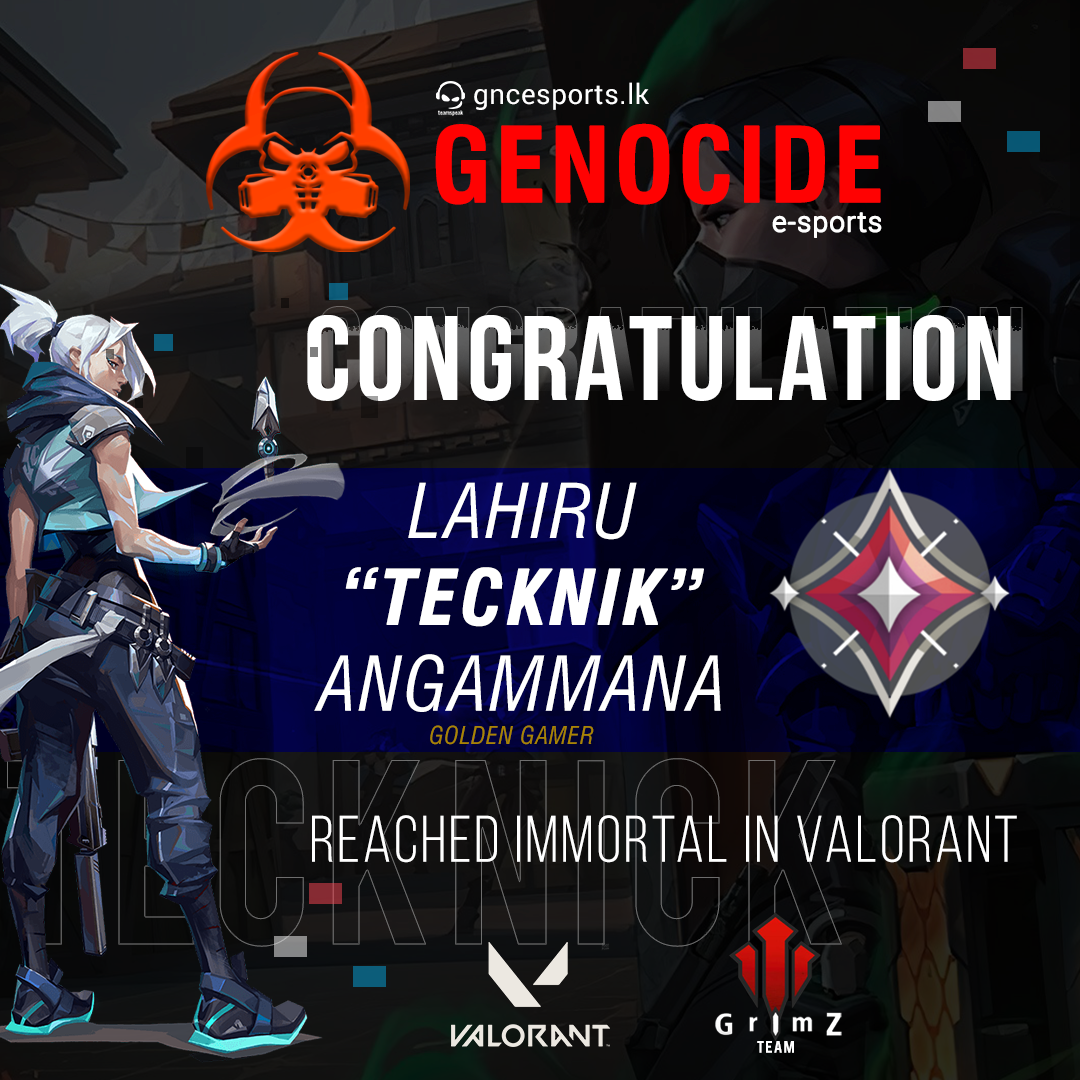 gncesports.lk
teamspeak
GENOCIDE
e-sports
CONGRATULATION
CONGRATULATION
LAHIRU
“TECKNIK”
ANGAMMANA
GOLDEN GAMER
TECKNICK
REACHED IMMORTAL IN VALORANT
VALORANT
GrImZ
TEAM